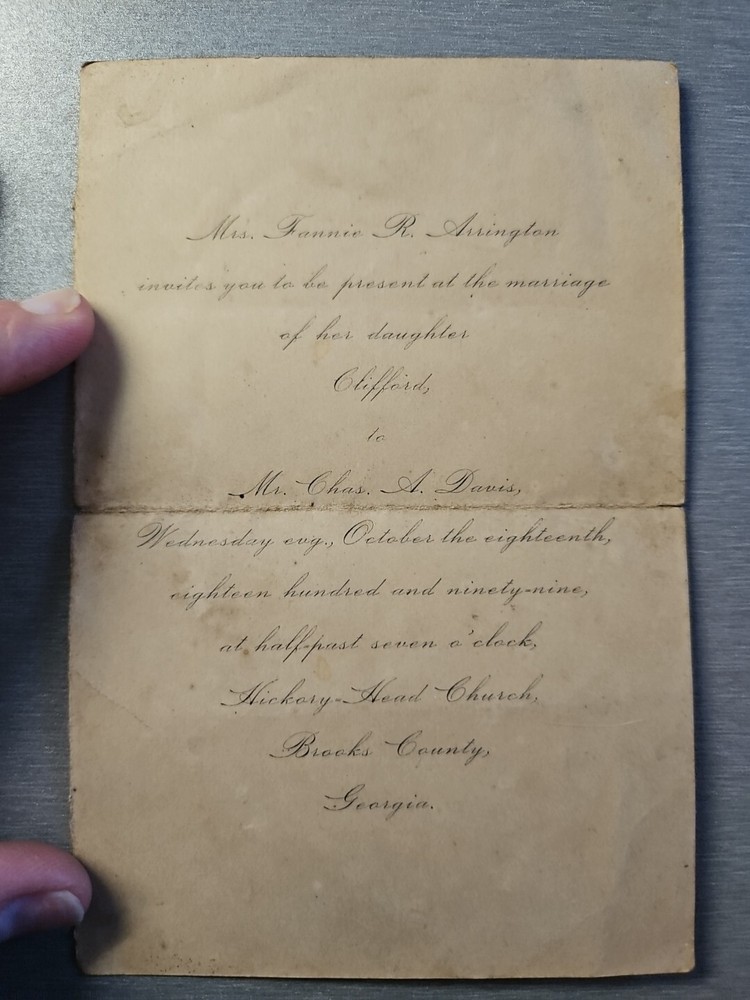 Mrs. Fannie R. Arrington
invites you to be present at the marriage
of her daughter
Clifford,
to
Mr. Chas. A. Davis,
Wednesday evg., October the eighteenth,
eighteen hundred and ninety-nine,
at half-past seven o'clock,
Hickory-Head Church,
Brooks County,
Georgia.